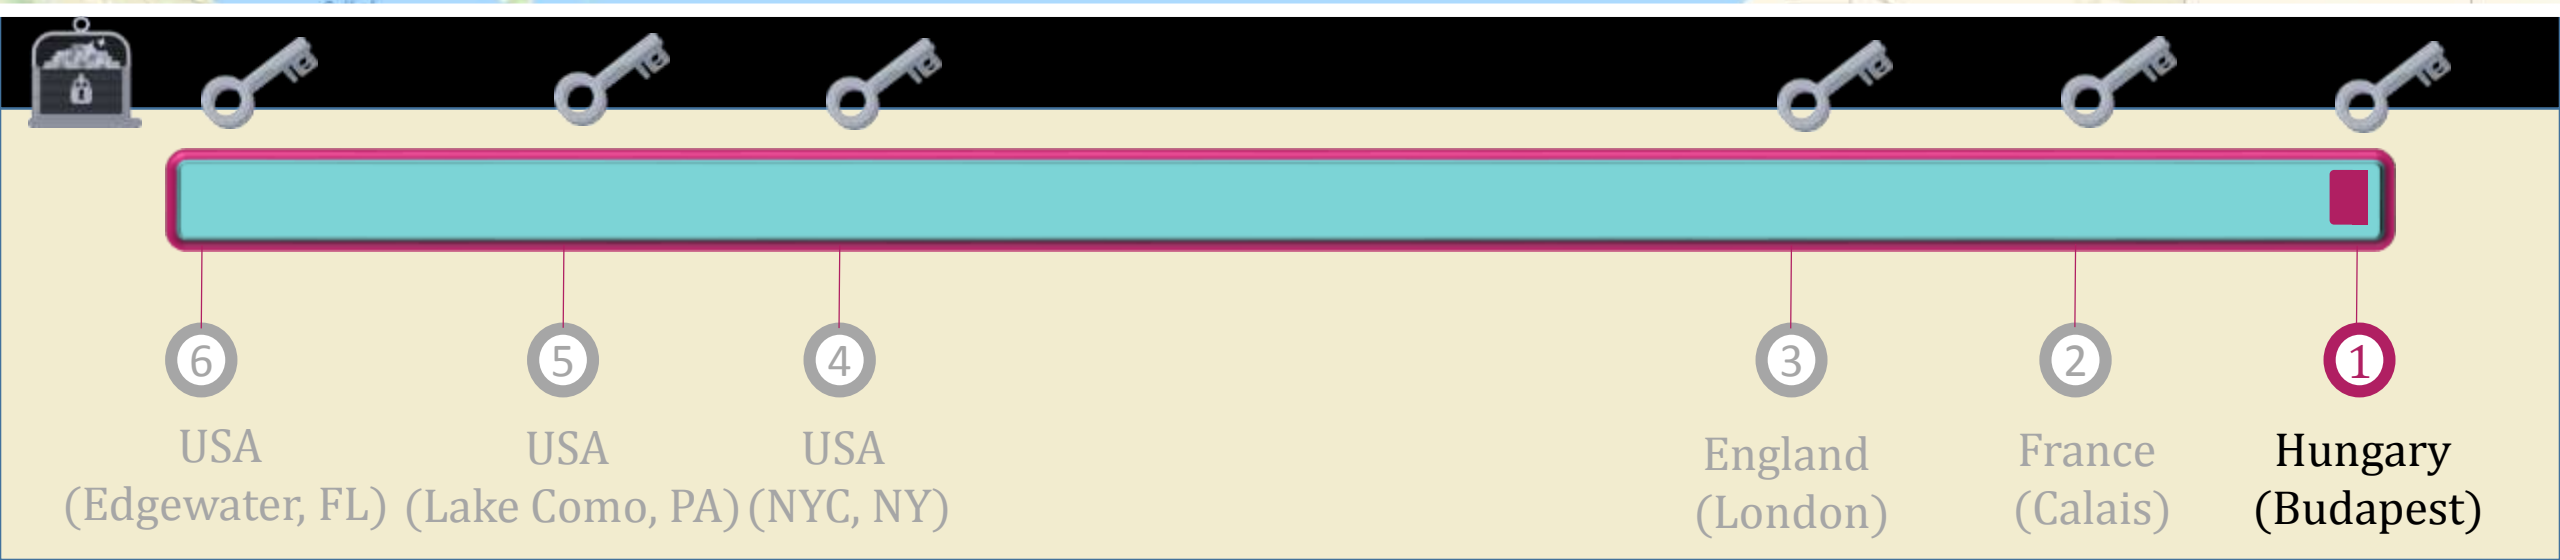 6
5
4
3
2
1
USA
(Edgewater, FL)
USA
(Lake Como, PA)
USA
(NYC, NY)
England
(London)
France
(Calais)
Hungary
(Budapest)